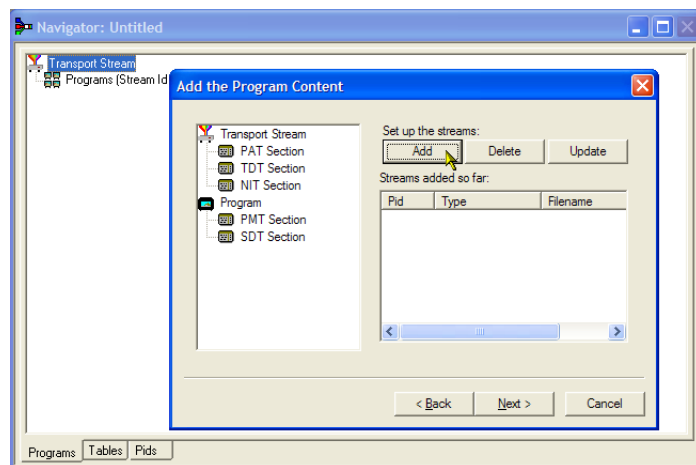 Navigator: Untitled
Transport Stream
Programs (Stream Id
Add the Program Content
Transport Stream
PAT Section
TDT Section
NIT Section
Program
PMT Section
SDT Section
Set up the streams:
Add Delete Update
Streams added so far:
Pid Type Filename
< Back Next > Cancel
Programs Tables Pids